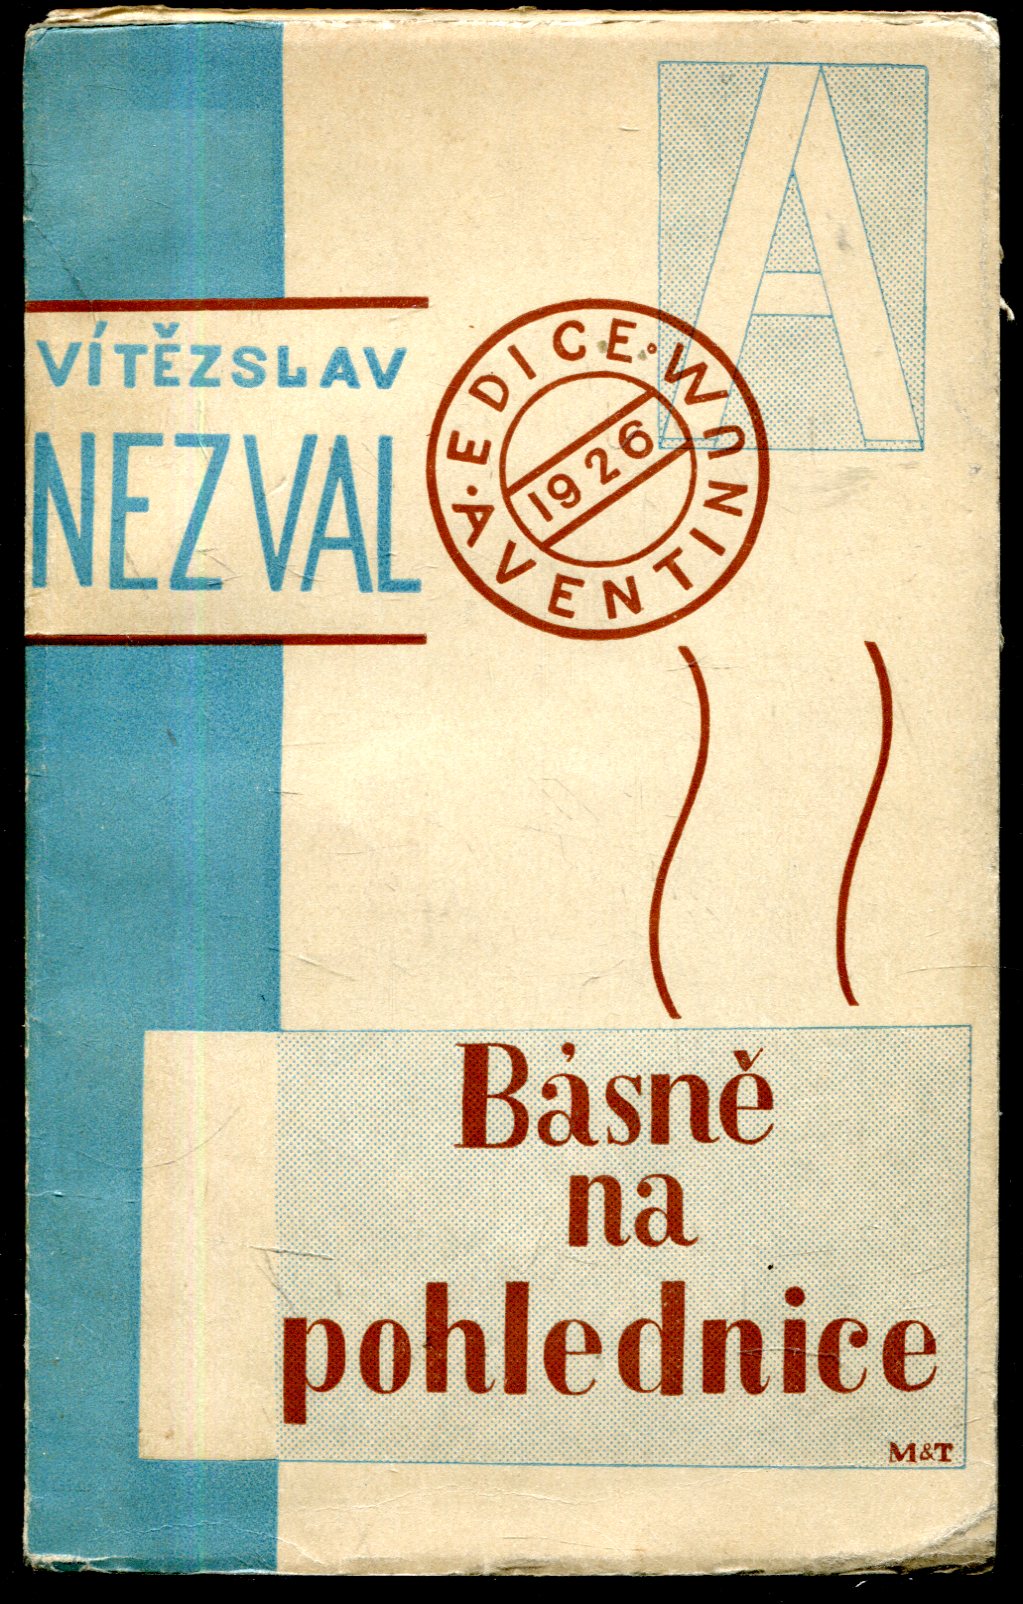 A
VÍTĚZSLAV
NEZVAL
· EDICE · AVENTINUM
1926
Básně
na
pohlednice
M&T